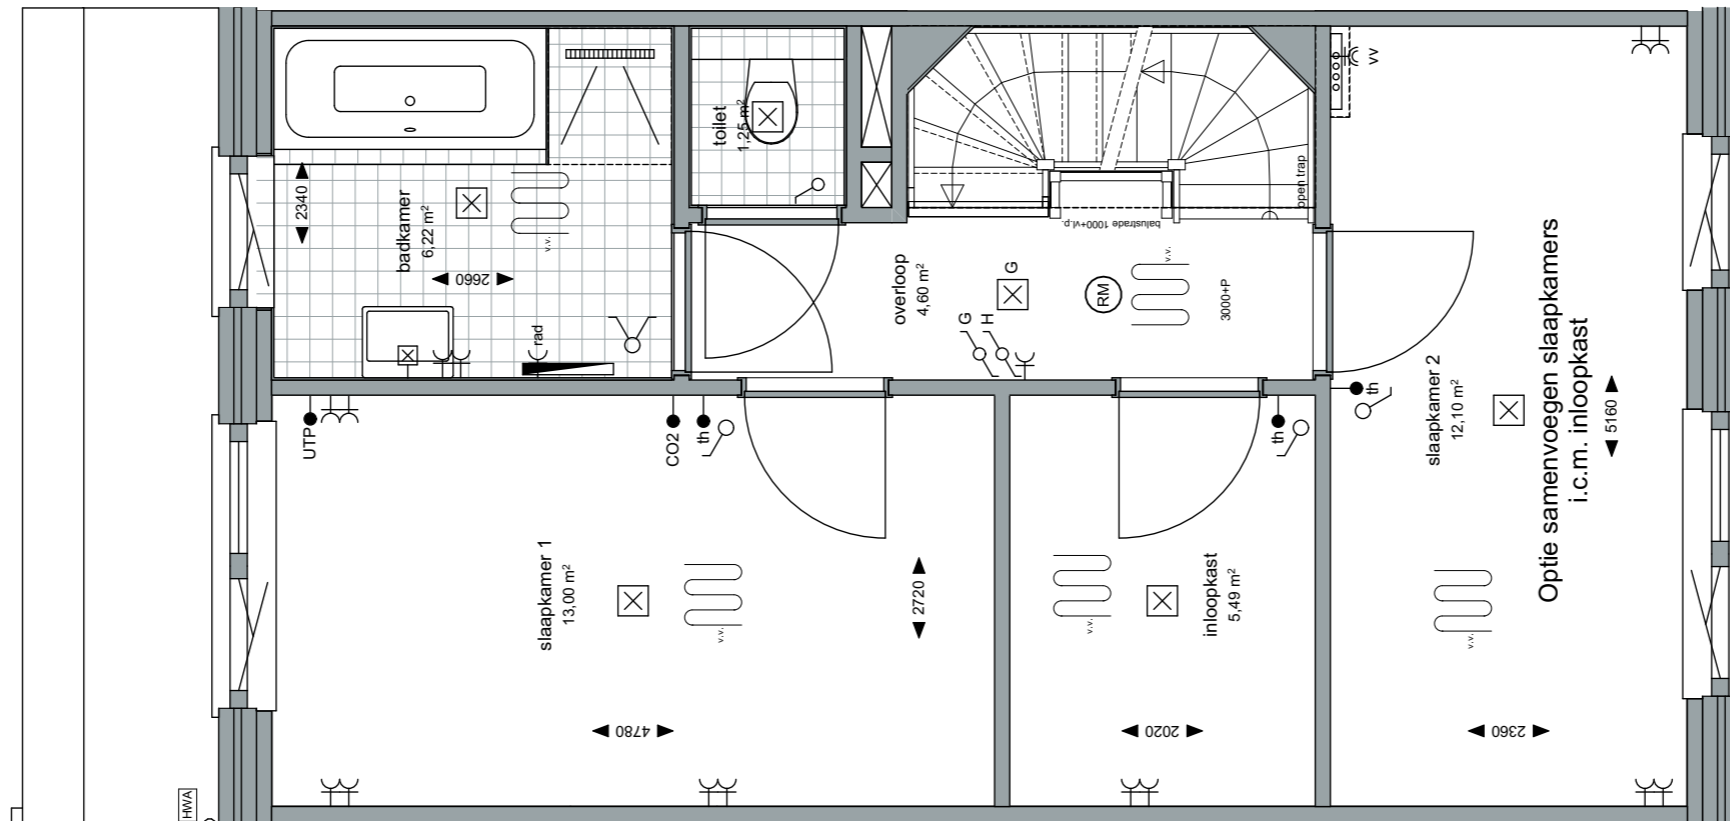 toilet
1,25 m²
VV
2340
badkamer
6,22 m²
v.v.
2660
rad
open trap
balustrade 1000+vl.p.
overloop
4,60 m²
G
G
H
RM
v.v.
3000+P
Optie samenvoegen slaapkamers
i.c.m. inloopkast
slaapkamer 2
12,10 m²
5160
th
UTP
CO2
th
th
slaapkamer 1
13,00 m²
v.v.
2720
v.v.
inloopkast
5,49 m²
v.v.
4780
2020
2360
HWA